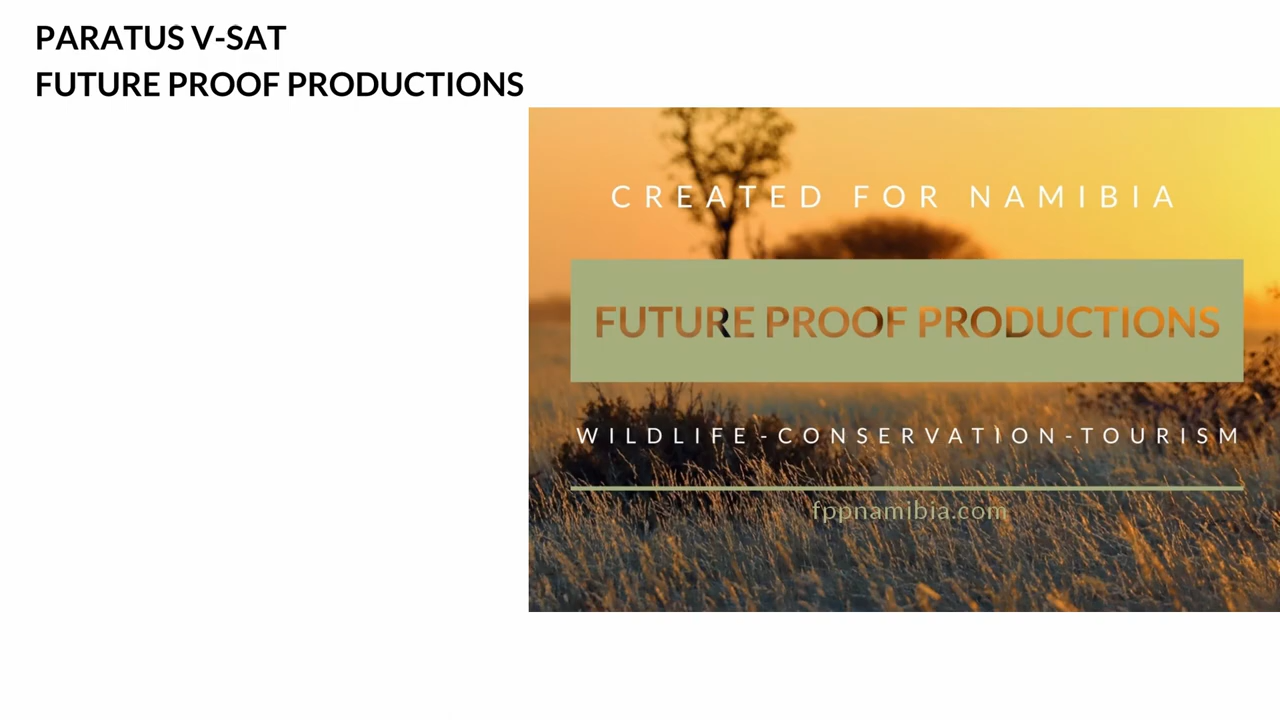 PARATUS V-SAT
FUTURE PROOF PRODUCTIONS
CREATED FOR NAMIBIA
FUTURE PROOF PRODUCTIONS
WILDLIFE-CONSERVATION-TOURISM
fppnamibia.com